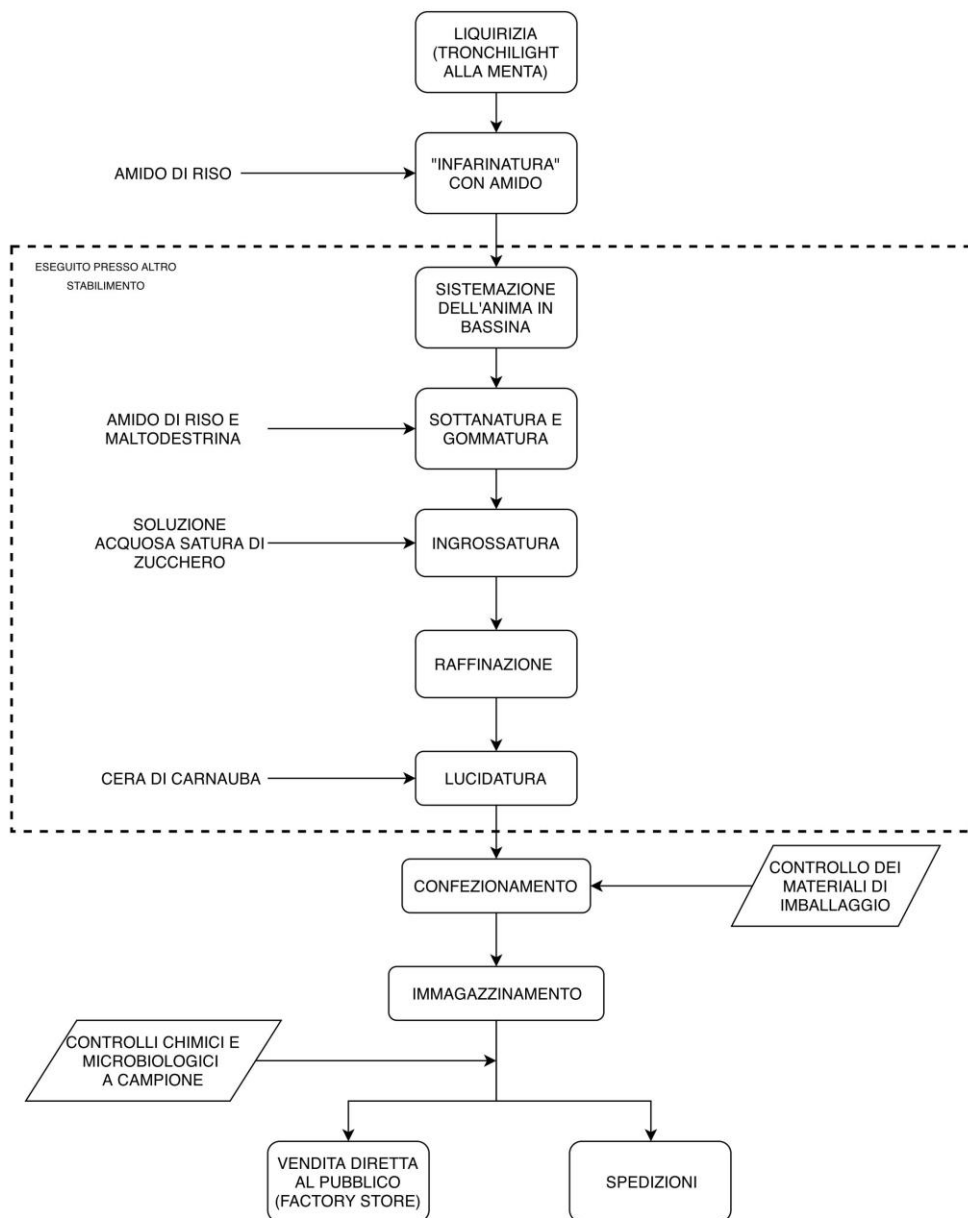 LIQUIRIZIA
(TRONCHILIGHT
ALLA MENTA)
AMIDO DI RISO
"INFARINATURA"
CON AMIDO
ESEGUITO PRESSO ALTRO
STABILIMENTO
SISTEMAZIONE
DELL'ANIMA IN
BASSINA
AMIDO DI RISO E
MALTODESTRINA
SOTTANATURA E
GOMMATURA
SOLUZIONE
ACQUOSA SATURA DI
ZUCCHERO
INGROSSATURA
RAFFINAZIONE
CERA DI CARNAUBA
LUCIDATURA
CONFEZIONAMENTO
CONTROLLO DEI
MATERIALI DI
IMBALLAGGIO
IMMAGAZZINAMENTO
CONTROLLI CHIMICI E
MICROBIOLOGICI
A CAMPIONE
VENDITA DIRETTA
AL PUBBLICO
(FACTORY STORE)
SPEDIZIONI